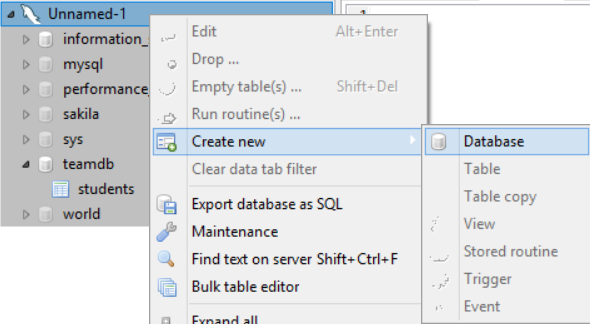 Unnamed-1
information_
mysql
performance_
sakila
sys
teamdb
students
world
Edit Alt+Enter
Drop ...
Empty table(s) ... Shift+Del
Run routine(s) ...
Create new
Clear data tab filter
Export database as SQL
Maintenance
Find text on server Shift+Ctrl+F
Bulk table editor
Expand all
Database
Table
Table copy
View
Stored routine
Trigger
Event
1